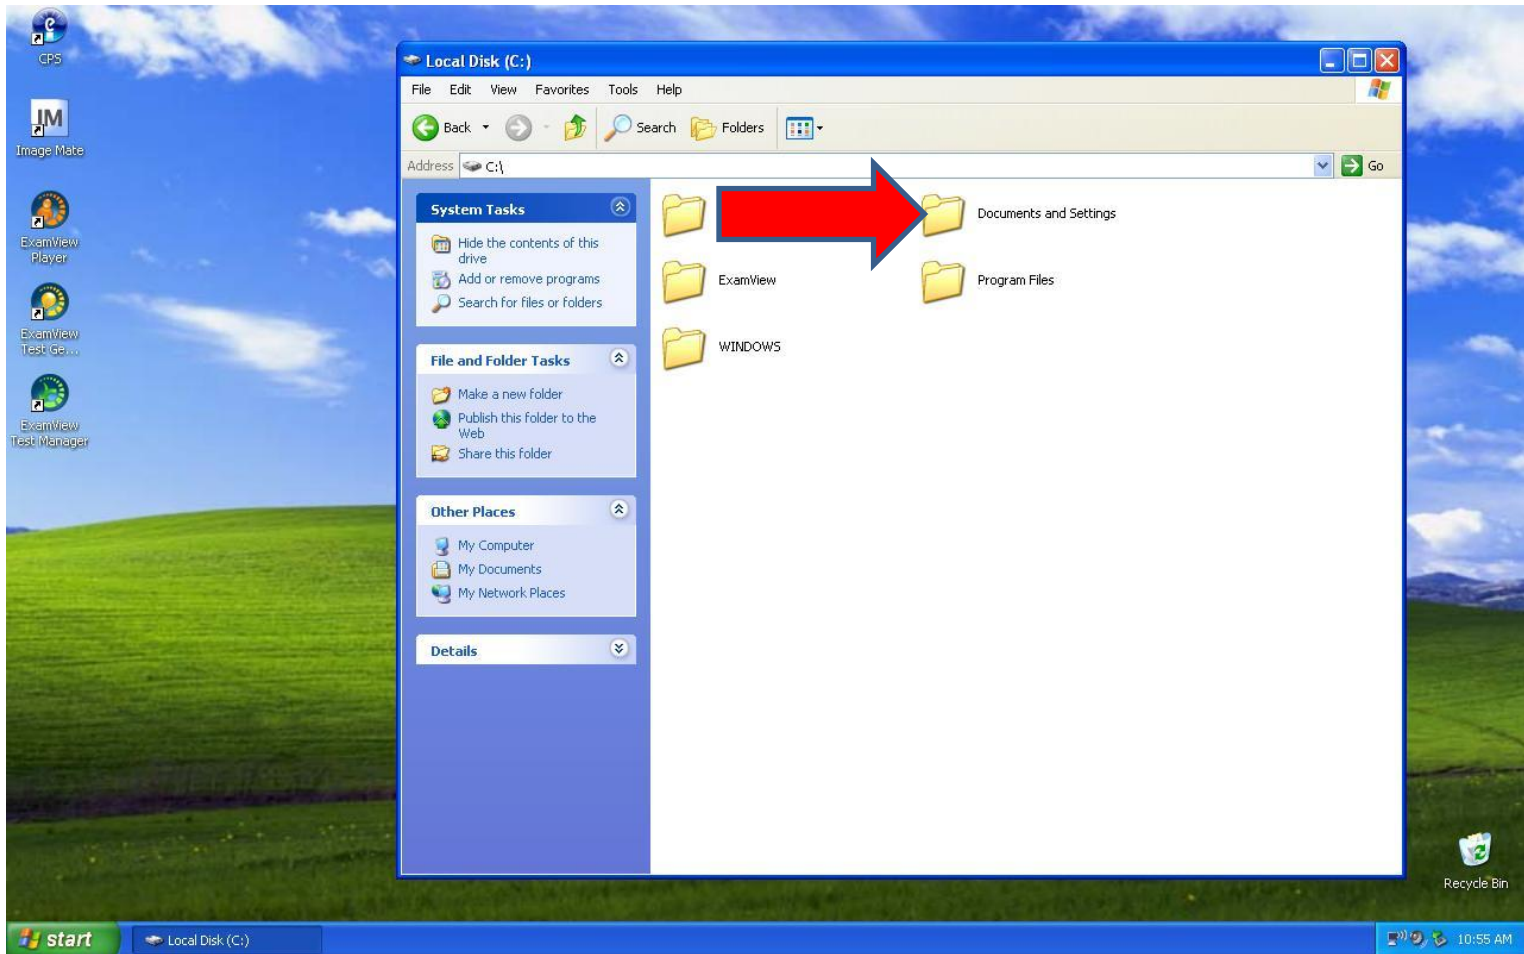 CPS
IM
Image Mate
ExamView
Player
ExamView
Test Ge...
ExamView
Test Manager
Local Disk (C:)
File Edit View Favorites Tools Help
Back Search Folders
Address C:\ Go
System Tasks
Hide the contents of this
drive
Add or remove programs
Search for files or folders
File and Folder Tasks
Make a new folder
Publish this folder to the
Web
Share this folder
Other Places
My Computer
My Documents
My Network Places
Details
Documents and Settings
ExamView
Program Files
WINDOWS
Recycle Bin
start
Local Disk (C:)
10:55 AM